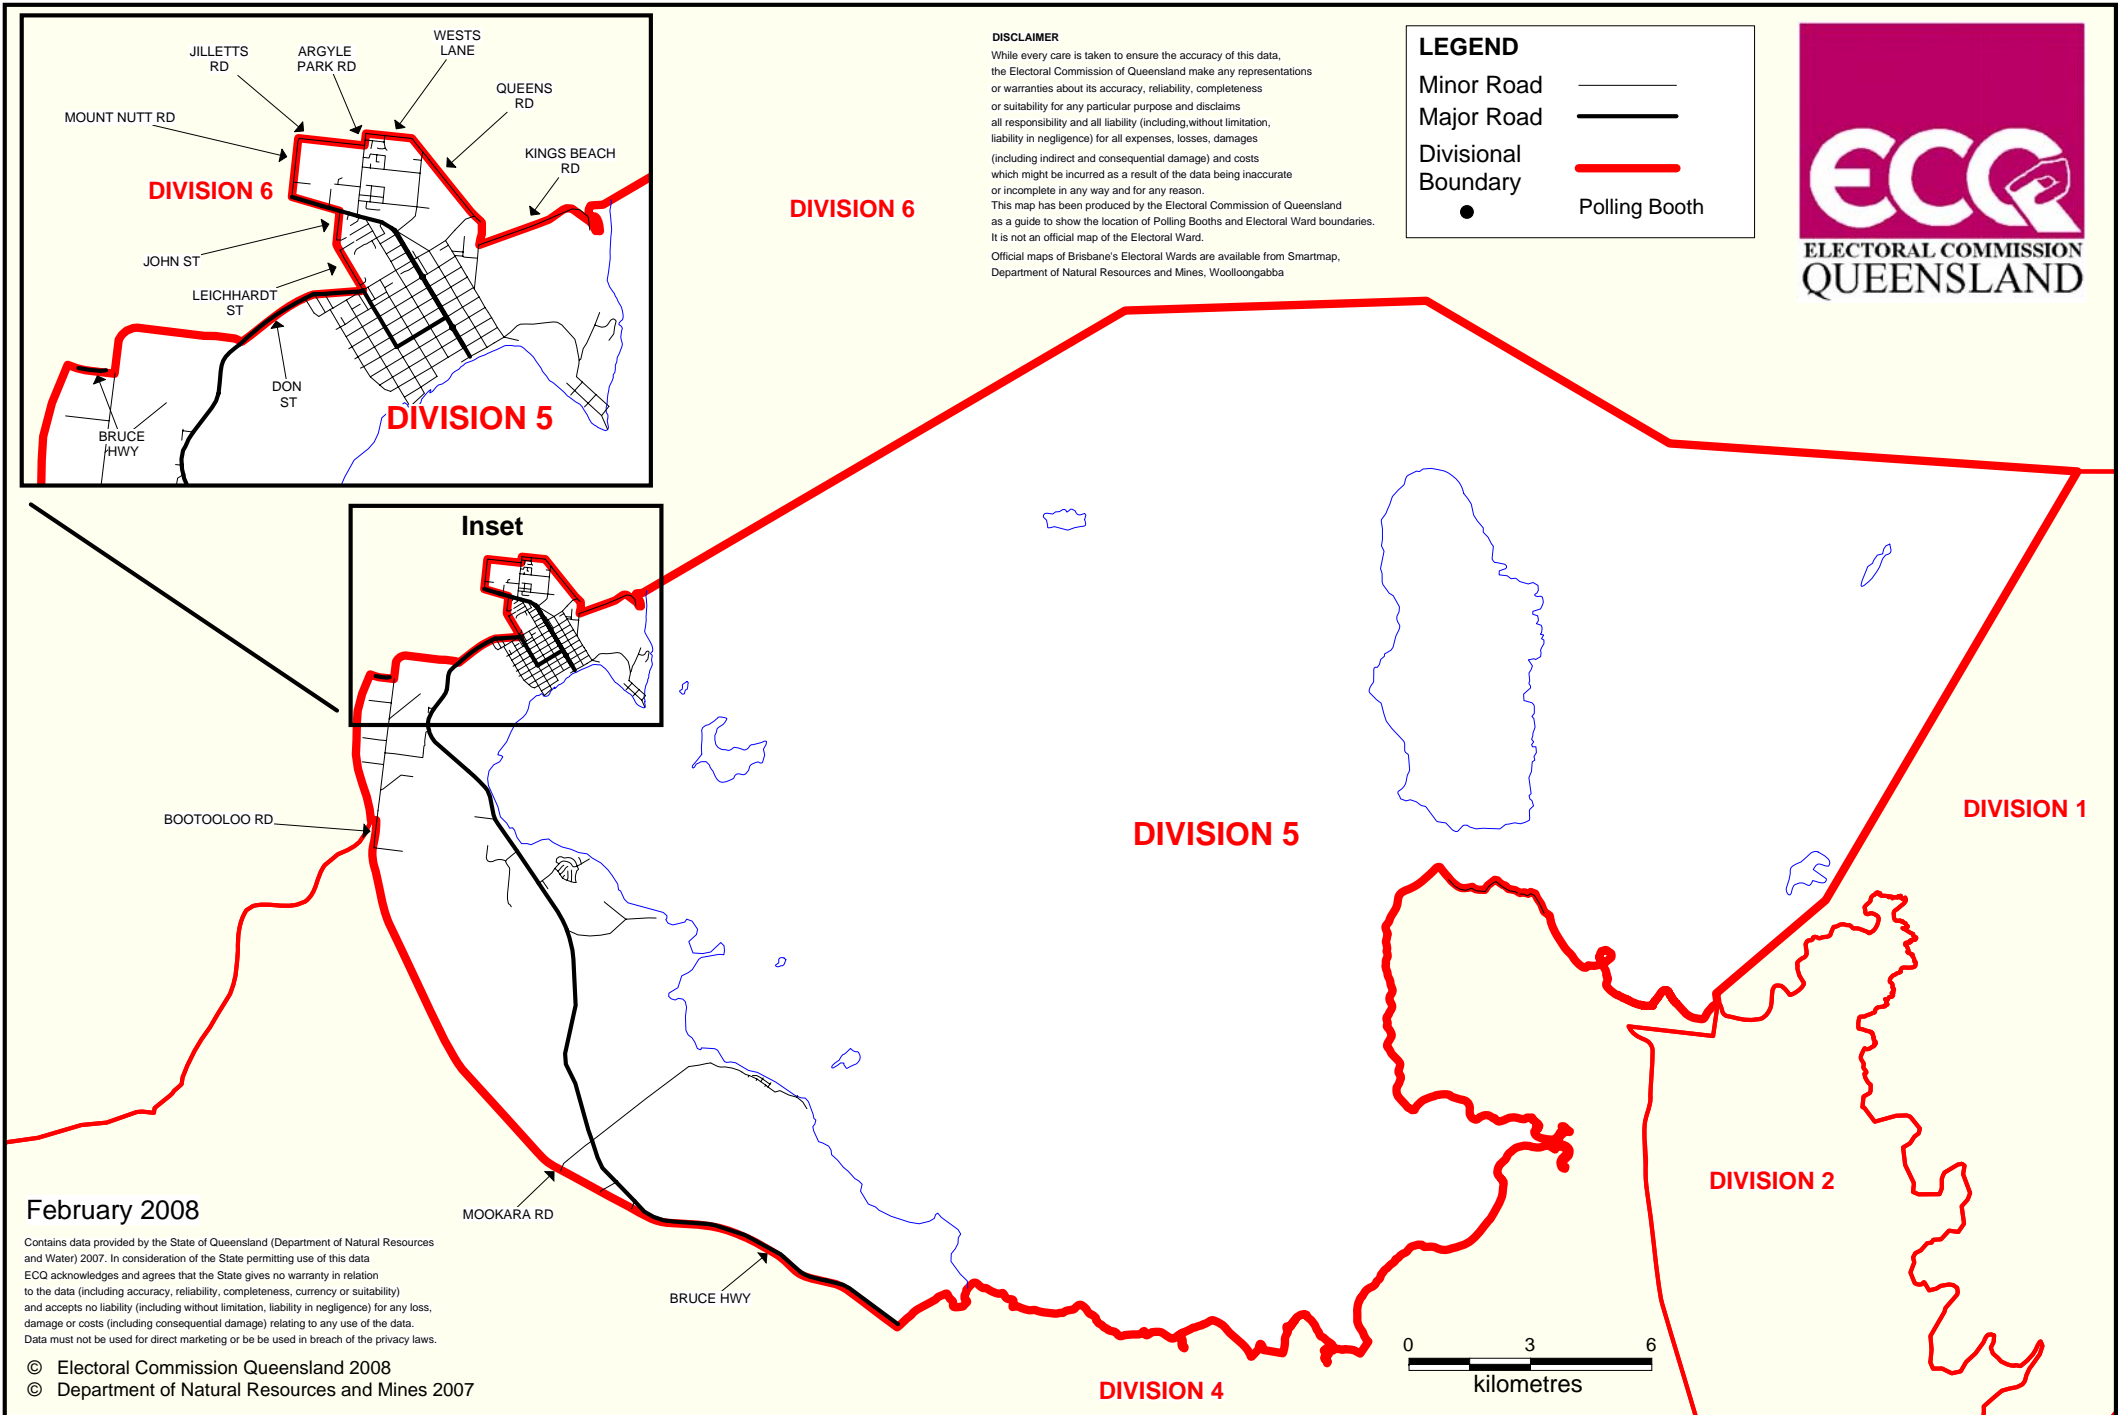 JILLETTS
RD
ARGYLE
PARK RD
WESTS
LANE
QUEENS
RD
MOUNT NUTT RD
KINGS BEACH
RD
DIVISION 6
JOHN ST
LEICHHARDT
ST
DON
ST
BRUCE
HWY
DIVISION 5
DIVISION 6
DISCLAIMER
While every care is taken to ensure the accuracy of this data,
the Electoral Commission of Queensland make any representations
or warranties about its accuracy, reliability, completeness
or suitability for any particular purpose and disclaims
all responsibility and all liability (including,without limitation,
liability in negligence) for all expenses, losses, damages
(including indirect and consequential damage) and costs
which might be incurred as a result of the data being inaccurate
or incomplete in any way and for any reason.
This map has been produced by the Electoral Commission of Queensland
as a guide to show the location of Polling Booths and Electoral Ward boundaries.
It is not an official map of the Electoral Ward.
Official maps of Brisbane's Electoral Wards are available from Smartmap,
Department of Natural Resources and Mines, Woolloongabba
LEGEND
Minor Road
Major Road
Divisional
Boundary
Polling Booth
ECQ
ELECTORAL COMMISSION
QUEENSLAND
Inset
BOOTOOLOO RD
DIVISION 5
DIVISION 1
DIVISION 2
MOOKARA RD
BRUCE HWY
DIVISION 4
0 3 6
kilometres
February 2008
Contains data provided by the State of Queensland (Department of Natural Resources
and Water) 2007. In consideration of the State permitting use of this data
ECQ acknowledges and agrees that the State gives no warranty in relation
to the data (including accuracy, reliability, completeness, currency or suitability)
and accepts no liability (including without limitation, liability in negligence) for any loss,
damage or costs (including consequential damage) relating to any use of the data.
Data must not be used for direct marketing or be be used in breach of the privacy laws.
© Electoral Commission Queensland 2008
© Department of Natural Resources and Mines 2007